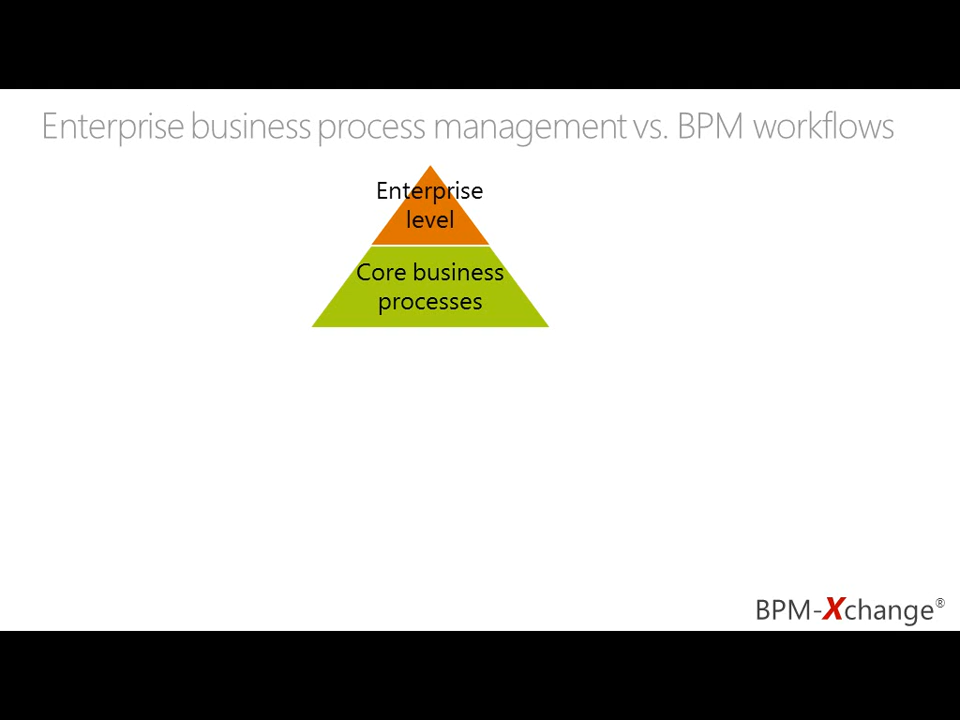 Enterprise business process management vs. BPM workflows
Enterprise
level
Core business
processes
BPM-Xchange®